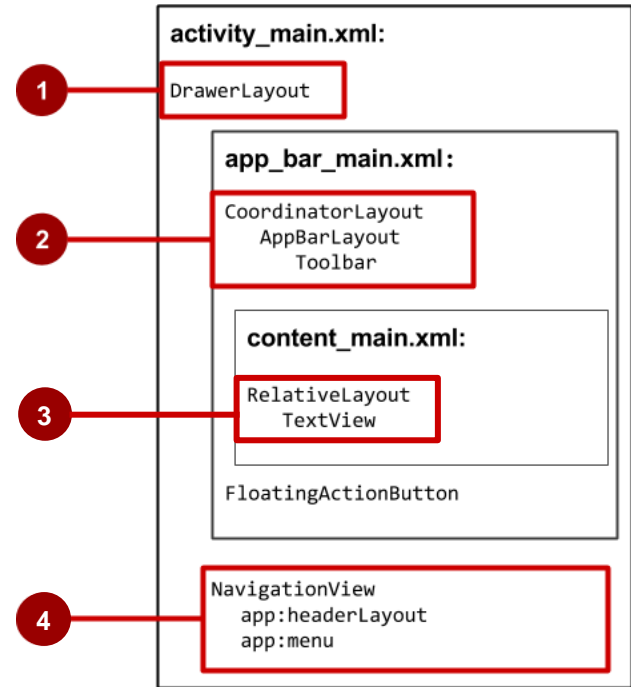 activity_main.xml:
1
DrawerLayout
app_bar_main.xml:
2
CoordinatorLayout
AppBarLayout
Toolbar
content_main.xml:
3
RelativeLayout
TextView
FloatingActionButton
4
NavigationView
app:headerLayout
app:menu